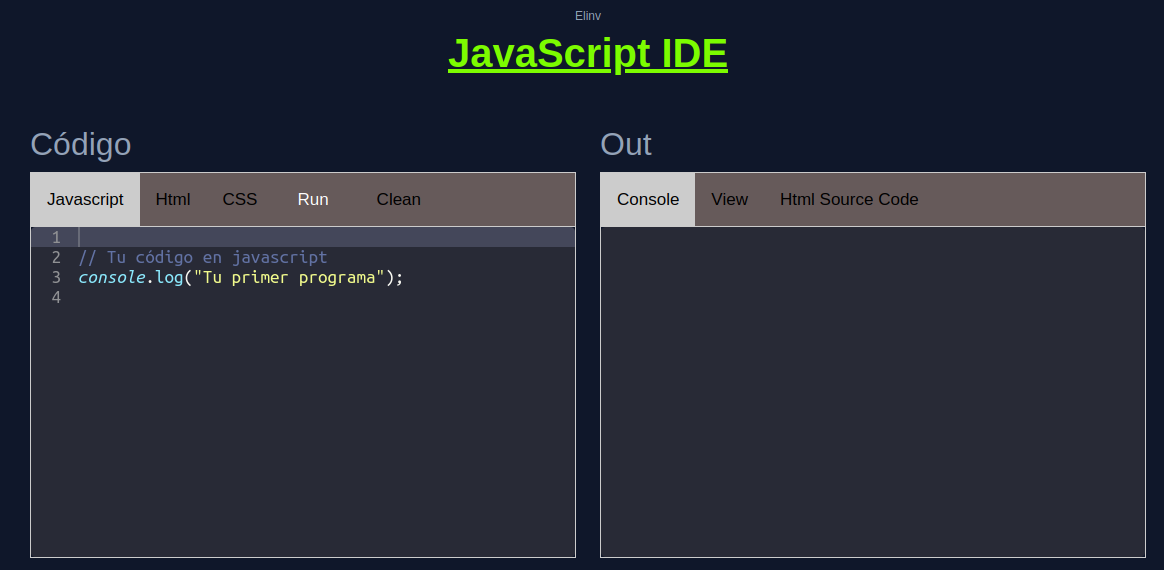 Elinv
JavaScript IDE
Código
Javascript Html CSS Run Clean
1
2 // Tu código en javascript
3 console.log("Tu primer programa");
4
Out
Console View Html Source Code